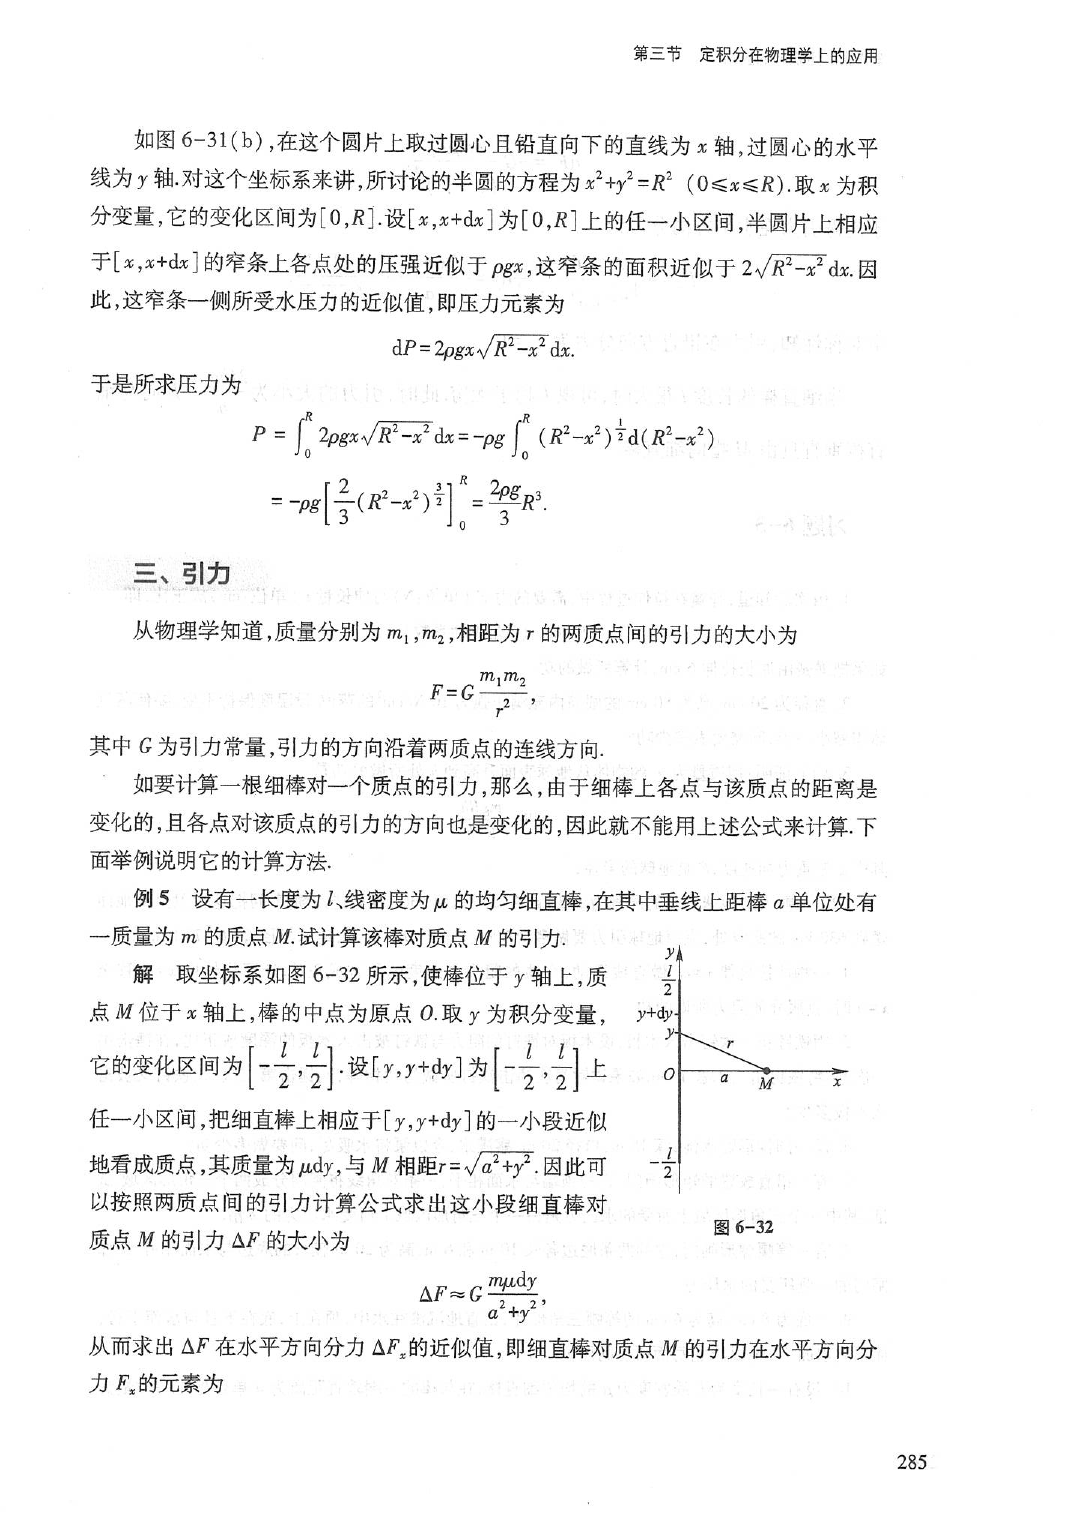 第三节 定积分在物理学上的应用
如图 6-31(b),在这个圆片上取过圆心且铅直向下的直线为 x 轴,过圆心的水平
线为 y 轴.对这个坐标系来讲,所讨论的半圆的方程为 x²+y²=R² (0≤x≤R).取 x 为积
分变量,它的变化区间为[0,R].设[x,x+dx]为[0,R]上的任一小区间,半圆片上相应
于[x,x+dx]的窄条上各点处的压强近似于 ρgx,这窄条的面积近似于 2√(R²-x²) dx.因
此,这窄条一侧所受水压力的近似值,即压力元素为
dP=2ρgx√(R²-x²) dx.
于是所求压力为
P = ∫₀ᴿ 2ρgx√(R²-x²) dx = -ρg ∫₀ᴿ (R²-x²)^(1/2) d(R²-x²)
= -ρg[2/3 (R²-x²)^(3/2)]₀ᴿ = 2ρg/3 R³.
三、引力
从物理学知道,质量分别为 m₁,m₂,相距为 r 的两质点间的引力的大小为
F=G m₁m₂/r²,
其中 G 为引力常量,引力的方向沿着两质点的连线方向.
如要计算一根细棒对一个质点的引力,那么,由于细棒上各点与该质点的距离是
变化的,且各点对该质点的引力的方向也是变化的,因此就不能用上述公式来计算.下
面举例说明它的计算方法.
例 5 设有一长度为 l、线密度为 μ 的均匀细直棒,在其中垂线上距棒 a 单位处有
一质量为 m 的质点 M.试计算该棒对质点 M 的引力.
解 取坐标系如图 6-32 所示,使棒位于 y 轴上,质
点 M 位于 x 轴上,棒的中点为原点 O.取 y 为积分变量,
它的变化区间为[-l/2, l/2].设[y,y+dy]为[-l/2, l/2]上
任一小区间,把细直棒上相应于[y,y+dy]的一小段近似
地看成质点,其质量为 μdy,与 M 相距r=√(a²+y²).因此可
以按照两质点间的引力计算公式求出这小段细直棒对
质点 M 的引力 ΔF 的大小为
y
l/2
y+dy
y
r
O
a
M
x
-l/2
图 6-32
ΔF≈G mμdy/(a²+y²),
从而求出 ΔF 在水平方向分力 ΔFₓ的近似值,即细直棒对质点 M 的引力在水平方向分
力 Fₓ的元素为
285